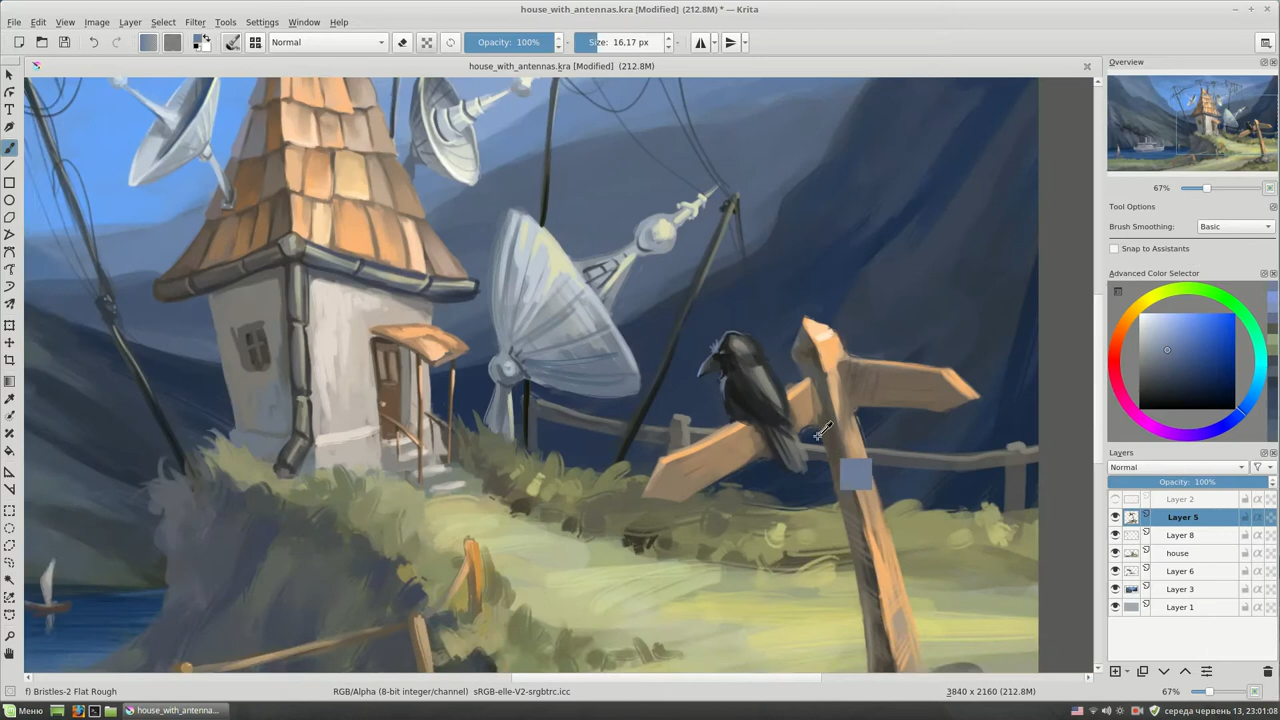 house_with_antennas.kra [Modified] (212.8M) * — Krita
File Edit View Image Layer Select Filter Tools Settings Window Help
Normal
Opacity: 100%
Size: 16.17 px
house_with_antennas.kra [Modified] (212.8M)
Overview
67%
Tool Options
Brush Smoothing: Basic
Snap to Assistants
Advanced Color Selector
Layers
Normal
Opacity: 100%
Layer 2
Layer 5
Layer 8
house
Layer 6
Layer 3
Layer 1
f) Bristles-2 Flat Rough
RGB/Alpha (8-bit integer/channel) sRGB-elle-V2-srgbtrc.icc
3840 x 2160 (212.8M)
67%
Меню
house_with_antenna...
середа червень 13, 23:01:08